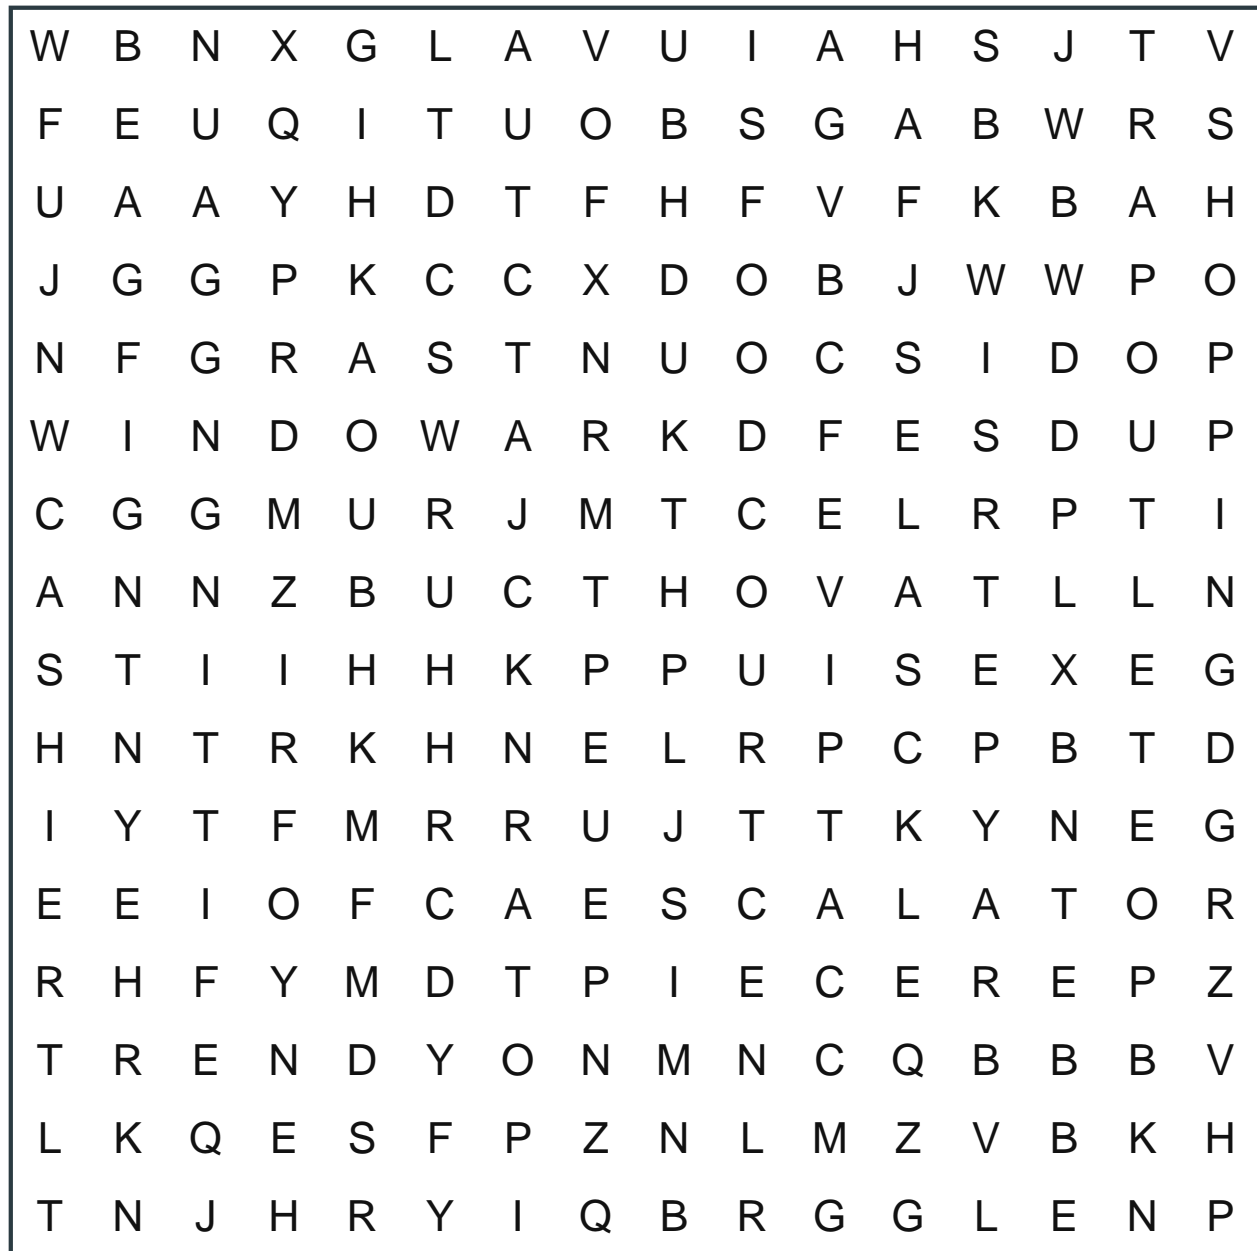 W B N X G L A V U I A H S J T V
F E U Q I T U O B S G A B W R S
U A A Y H D T F H F V F K B A H
J G G P K C C X D O B J W W P O
N F G R A S T N U O C S I D O P
W I N D O W A R K D F E S D U P
C G G M U R J M T C E L R P T I
A N N Z B U C T H O V A T L L N
S T I I H H K P P U I S E X E G
H N T R K H N E L R P C P B T D
I Y T F M R R U J T T K Y N E G
E E I O F C A E S C A L A T O R
R H F Y M D T P I E C E R E P Z
T R E N D Y O N M N C Q B B B V
L K Q E S F P Z N L M Z V B K H
T N J H R Y I Q B R G G L E N P